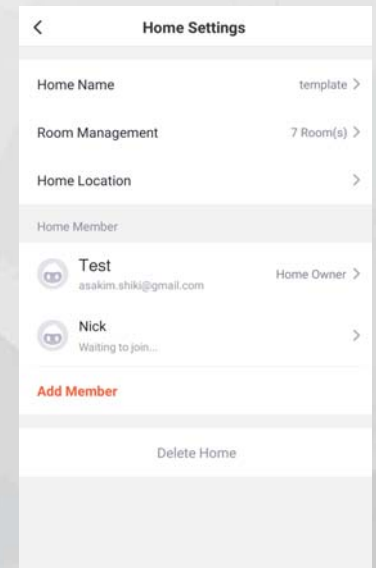 Home Settings
Home Name template
Room Management 7 Room(s)
Home Location
Home Member
Test
asakim.shiki@gmail.com
Home Owner
Nick
Waiting to join...
Add Member
Delete Home